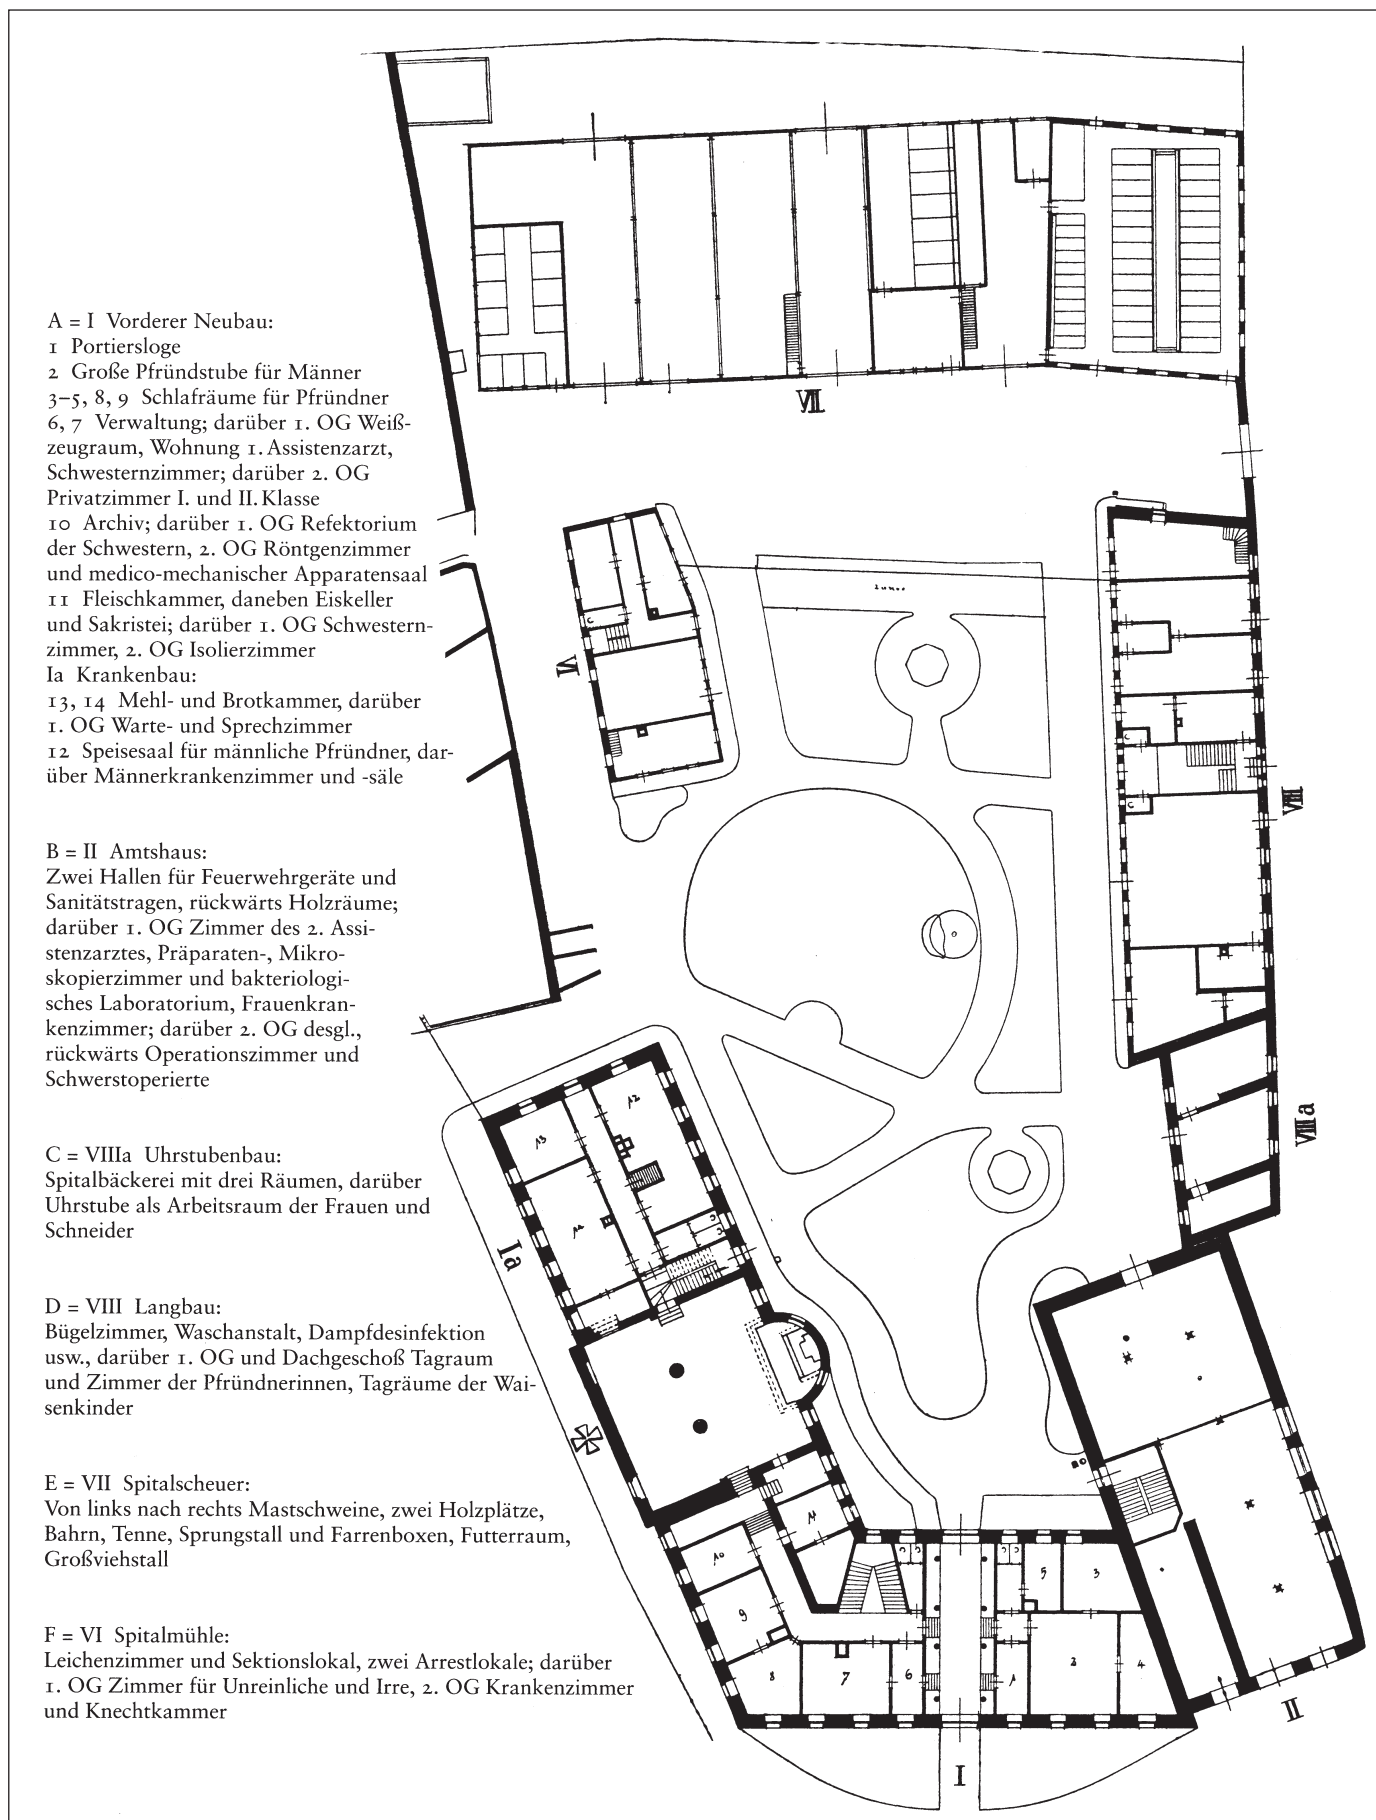 A = I Vorderer Neubau:
1 Portiersloge
2 Große Pfründstube für Männer
3–5, 8, 9 Schlafräume für Pfründner
6, 7 Verwaltung; darüber 1. OG Weiß-
zeugraum, Wohnung 1. Assistenzarzt,
Schwesternzimmer; darüber 2. OG
Privatzimmer I. und II. Klasse
10 Archiv; darüber 1. OG Refektorium
der Schwestern, 2. OG Röntgenzimmer
und medico-mechanischer Apparatensaal
11 Fleischkammer, daneben Eiskeller
und Sakristei; darüber 1. OG Schwestern-
zimmer, 2. OG Isolierzimmer
Ia Krankenbau:
13, 14 Mehl- und Brotkammer, darüber
1. OG Warte- und Sprechzimmer
12 Speisesaal für männliche Pfründner, dar-
über Männerkrankenzimmer und -säle
B = II Amtshaus:
Zwei Hallen für Feuerwehrgeräte und
Sanitätstragen, rückwärts Holzräume;
darüber 1. OG Zimmer des 2. Assi-
stenzarztes, Präparaten-, Mikro-
skopierzimmer und bakteriologi-
sches Laboratorium, Frauenkran-
kenzimmer; darüber 2. OG desgl.,
rückwärts Operationszimmer und
Schwerstoperierte
C = VIIIa Uhrstubenbau:
Spitalbäckerei mit drei Räumen, darüber
Uhrstube als Arbeitsraum der Frauen und
Schneider
D = VIII Langbau:
Bügelzimmer, Waschanstalt, Dampfdesinfektion
usw., darüber 1. OG und Dachgeschoß Tagraum
und Zimmer der Pfründnerinnen, Tagräume der Wai-
senkinder
E = VII Spitalscheuer:
Von links nach rechts Mastschweine, zwei Holzplätze,
Bahrn, Tenne, Sprungstall und Farrenboxen, Futterraum,
Großviehstall
F = VI Spitalmühle:
Leichenzimmer und Sektionslokal, zwei Arrestlokale; darüber
1. OG Zimmer für Unreinliche und Irre, 2. OG Krankenzimmer
und Knechtkammer
VII
VI
VIII
VIIIa
Ia
13
12
14
11
10
9
8
7
6
5
3
1
2
4
II
I